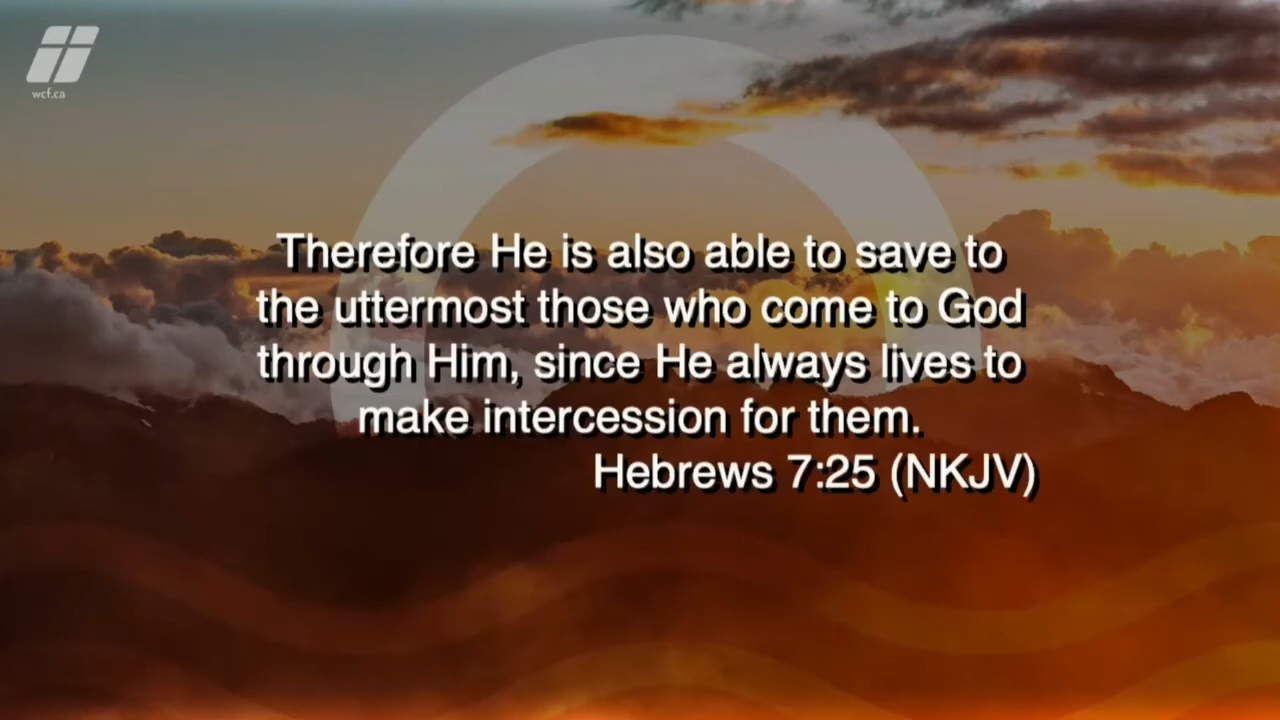 wcf.ca
Therefore He is also able to save to
the uttermost those who come to God
through Him, since He always lives to
make intercession for them.
Hebrews 7:25 (NKJV)